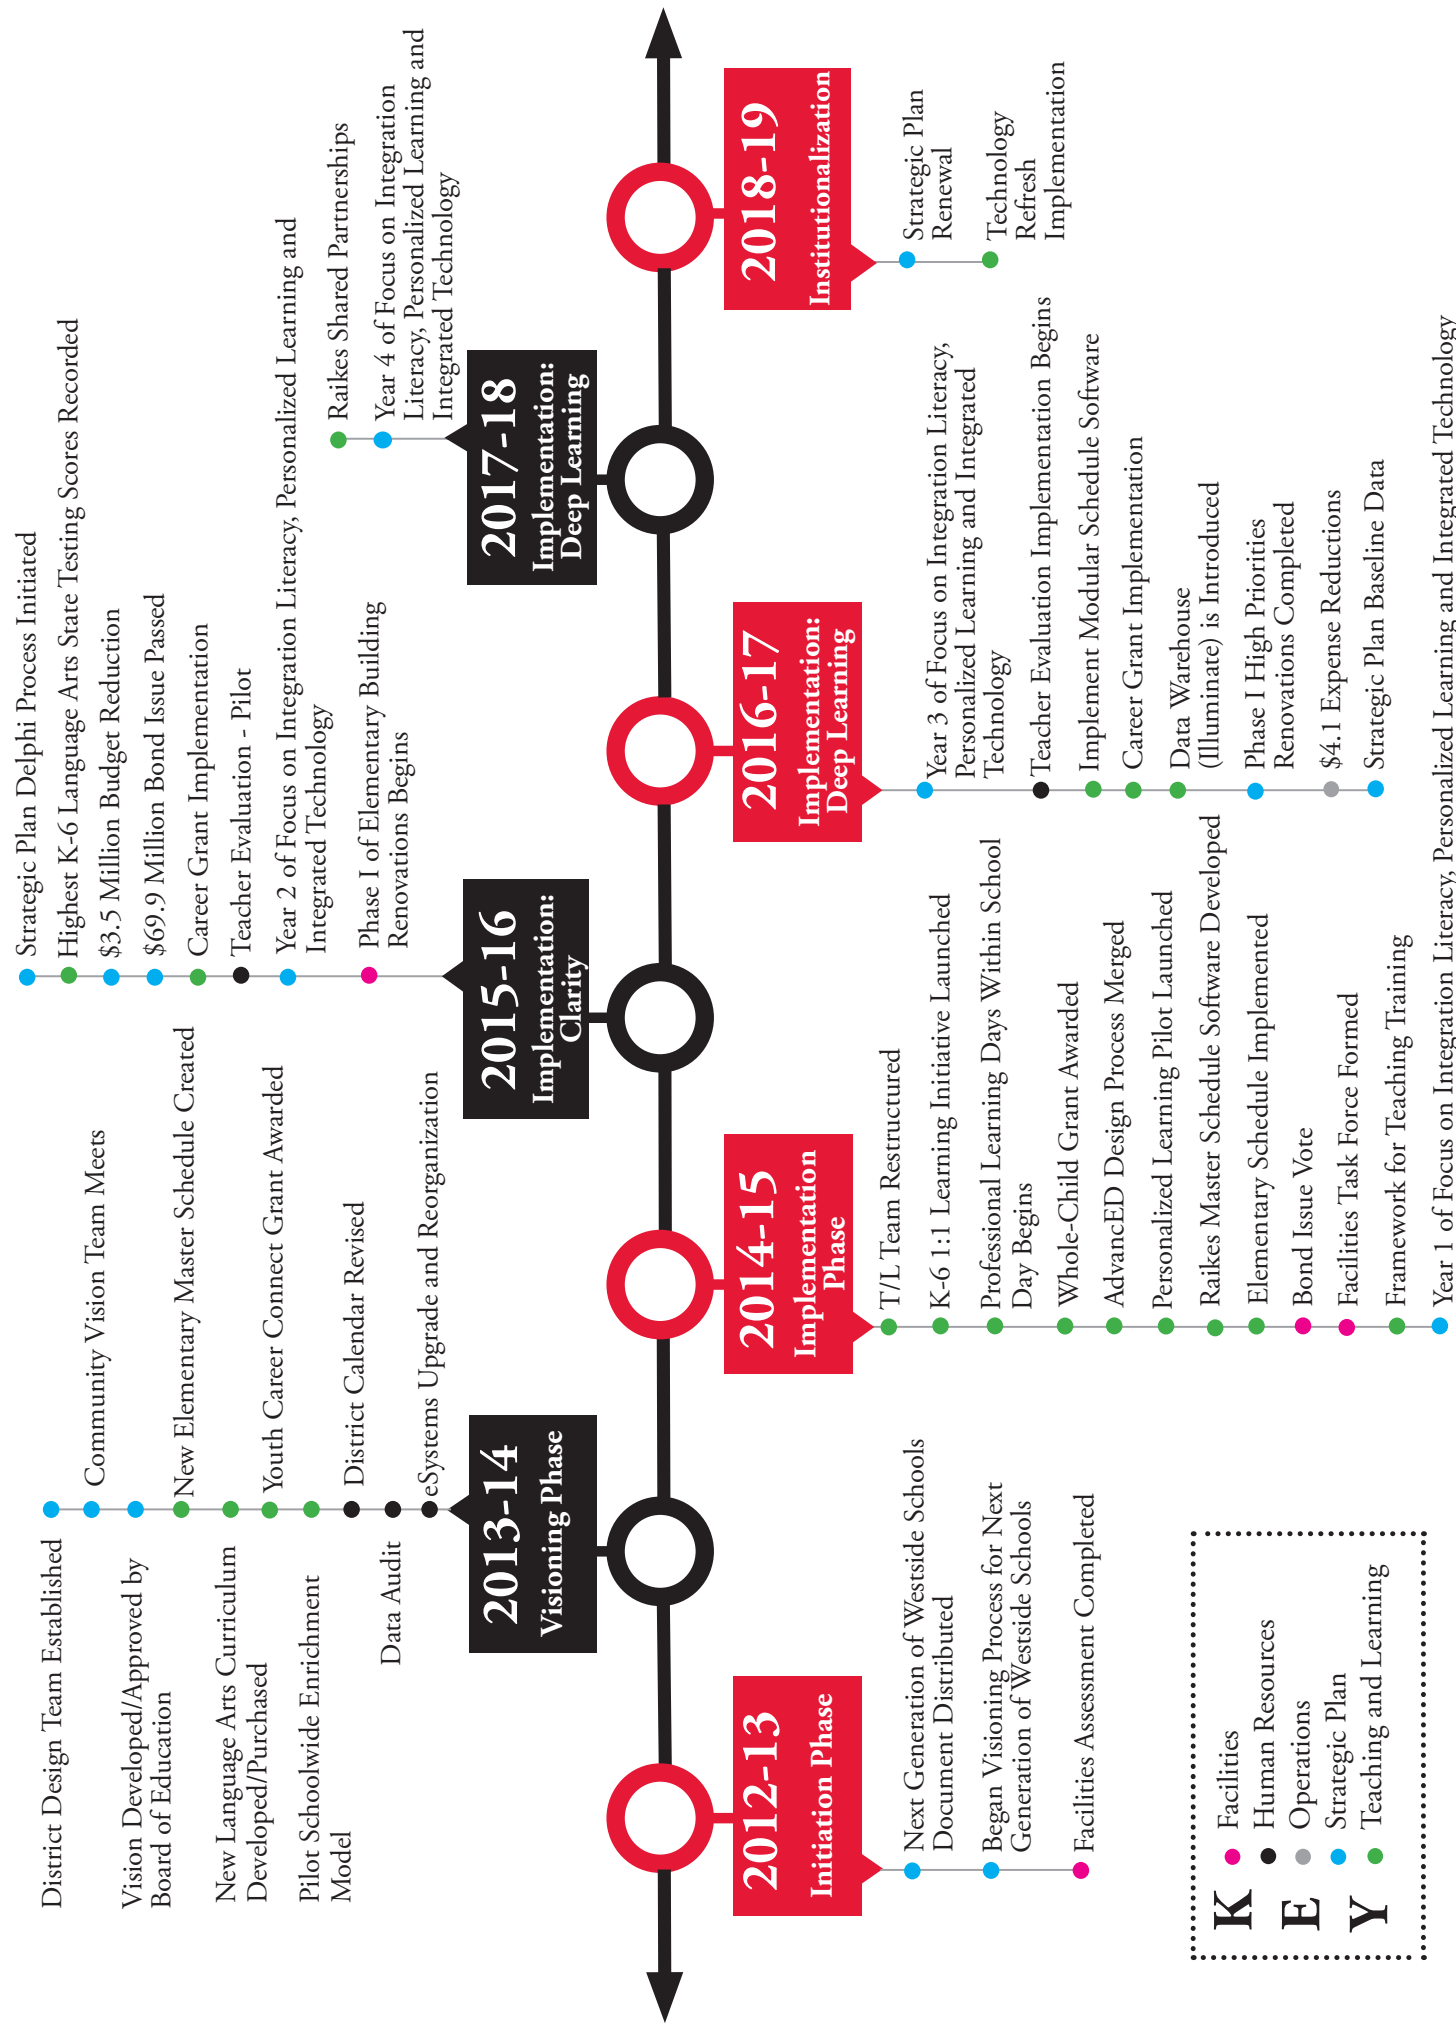 District Design Team Established
Community Vision Team Meets
Vision Developed/Approved by
Board of Education
New Elementary Master Schedule Created
New Language Arts Curriculum
Developed/Purchased
Youth Career Connect Grant Awarded
Pilot Schoolwide Enrichment
Model
District Calendar Revised
Data Audit
eSystems Upgrade and Reorganization
2013-14
Visioning Phase
Strategic Plan Delphi Process Initiated
Highest K-6 Language Arts State Testing Scores Recorded
$3.5 Million Budget Reduction
$69.9 Million Bond Issue Passed
Career Grant Implementation
Teacher Evaluation - Pilot
Year 2 of Focus on Integration Literacy, Personalized Learning and
Integrated Technology
Phase I of Elementary Building
Renovations Begins
2015-16
Implementation:
Clarity
Raikes Shared Partnerships
Year 4 of Focus on Integration
Literacy, Personalized Learning and
Integrated Technology
2017-18
Implementation:
Deep Learning
2012-13
Initiation Phase
Next Generation of Westside Schools
Document Distributed
Began Visioning Process for Next
Generation of Westside Schools
Facilities Assessment Completed
2014-15
Implementation
Phase
T/L Team Restructured
K-6 1:1 Learning Initiative Launched
Professional Learning Days Within School
Day Begins
Whole-Child Grant Awarded
AdvancED Design Process Merged
Personalized Learning Pilot Launched
Raikes Master Schedule Software Developed
Elementary Schedule Implemented
Bond Issue Vote
Facilities Task Force Formed
Framework for Teaching Training
Year 1 of Focus on Integration Literacy, Personalized Learning and Integrated Technology
2016-17
Implementation:
Deep Learning
Year 3 of Focus on Integration Literacy,
Personalized Learning and Integrated
Technology
Teacher Evaluation Implementation Begins
Implement Modular Schedule Software
Career Grant Implementation
Data Warehouse
(Illuminate) is Introduced
Phase I High Priorities
Renovations Completed
$4.1 Expense Reductions
Strategic Plan Baseline Data
2018-19
Institutionalization
Strategic Plan
Renewal
Technology
Refresh
Implementation
KEY
Facilities
Human Resources
Operations
Strategic Plan
Teaching and Learning